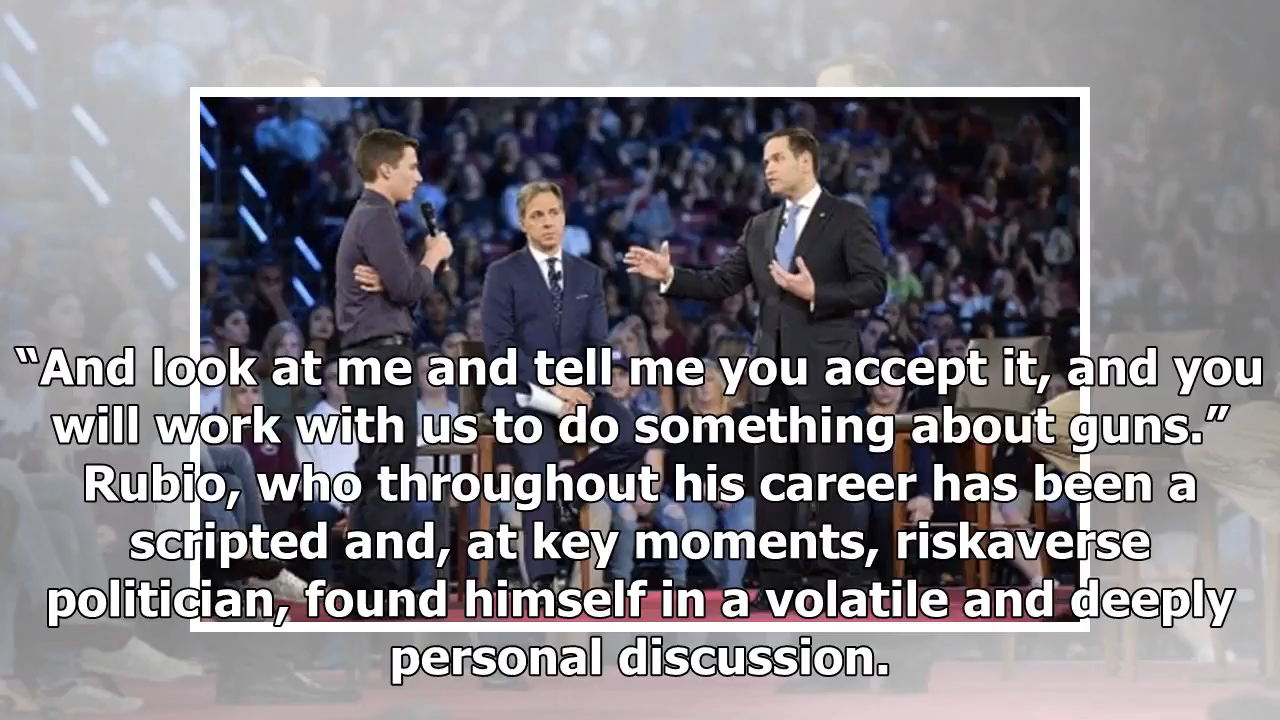 “And look at me and tell me you accept it, and you
will work with us to do something about guns.”
Rubio, who throughout his career has been a
scripted and, at key moments, riskaverse
politician, found himself in a volatile and deeply
personal discussion.